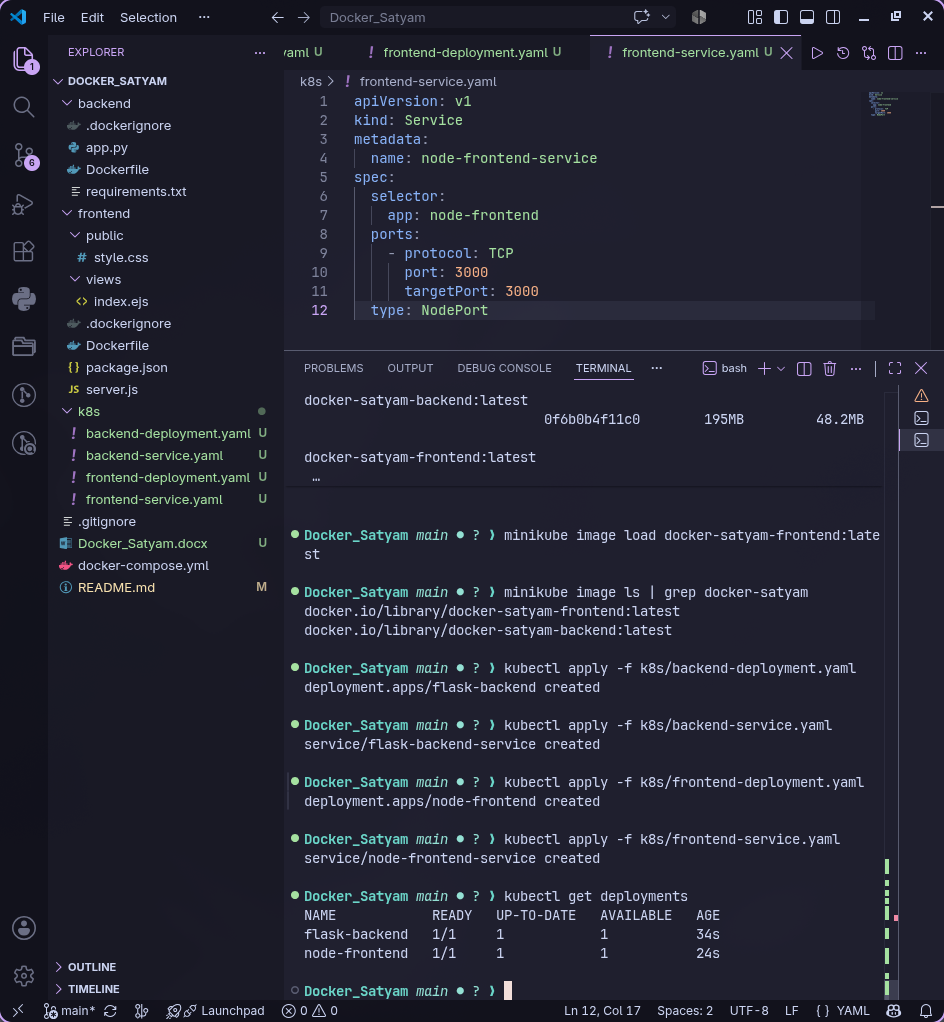 File Edit Selection ··· Docker_Satyam
EXPLORER ···
DOCKER_SATYAM
backend
.dockerignore
app.py
Dockerfile
requirements.txt
frontend
public
# style.css
views
<> index.ejs
.dockerignore
Dockerfile
{} package.json
JS server.js
k8s
! backend-deployment.yaml U
! backend-service.yaml U
! frontend-deployment.yaml U
! frontend-service.yaml U
.gitignore
Docker_Satyam.docx U
docker-compose.yml
README.md M
OUTLINE
TIMELINE
1
6
yaml U ! frontend-deployment.yaml U ! frontend-service.yaml U
k8s > ! frontend-service.yaml
1 apiVersion: v1
2 kind: Service
3 metadata:
4 name: node-frontend-service
5 spec:
6 selector:
7 app: node-frontend
8 ports:
9 - protocol: TCP
10 port: 3000
11 targetPort: 3000
12 type: NodePort
PROBLEMS OUTPUT DEBUG CONSOLE TERMINAL ··· bash
docker-satyam-backend:latest
0f6b0b4f11c0 195MB 48.2MB
docker-satyam-frontend:latest
…
Docker_Satyam main ● ? ❯ minikube image load docker-satyam-frontend:late
st
Docker_Satyam main ● ? ❯ minikube image ls | grep docker-satyam
docker.io/library/docker-satyam-frontend:latest
docker.io/library/docker-satyam-backend:latest
Docker_Satyam main ● ? ❯ kubectl apply -f k8s/backend-deployment.yaml
deployment.apps/flask-backend created
Docker_Satyam main ● ? ❯ kubectl apply -f k8s/backend-service.yaml
service/flask-backend-service created
Docker_Satyam main ● ? ❯ kubectl apply -f k8s/frontend-deployment.yaml
deployment.apps/node-frontend created
Docker_Satyam main ● ? ❯ kubectl apply -f k8s/frontend-service.yaml
service/node-frontend-service created
Docker_Satyam main ● ? ❯ kubectl get deployments
NAME READY UP-TO-DATE AVAILABLE AGE
flask-backend 1/1 1 1 34s
node-frontend 1/1 1 1 24s
Docker_Satyam main ● ? ❯
main* Launchpad 0 0 Ln 12, Col 17 Spaces: 2 UTF-8 LF {} YAML